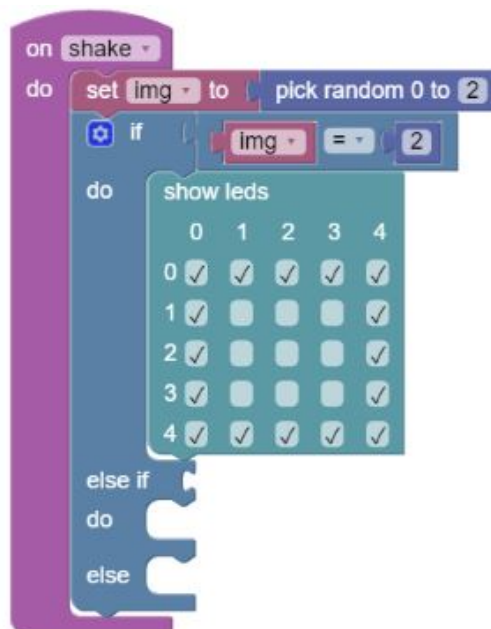 on shake
do set img to pick random 0 to 2
if img = 2
do show leds
0 1 2 3 4
0
1
2
3
4
else if
do
else